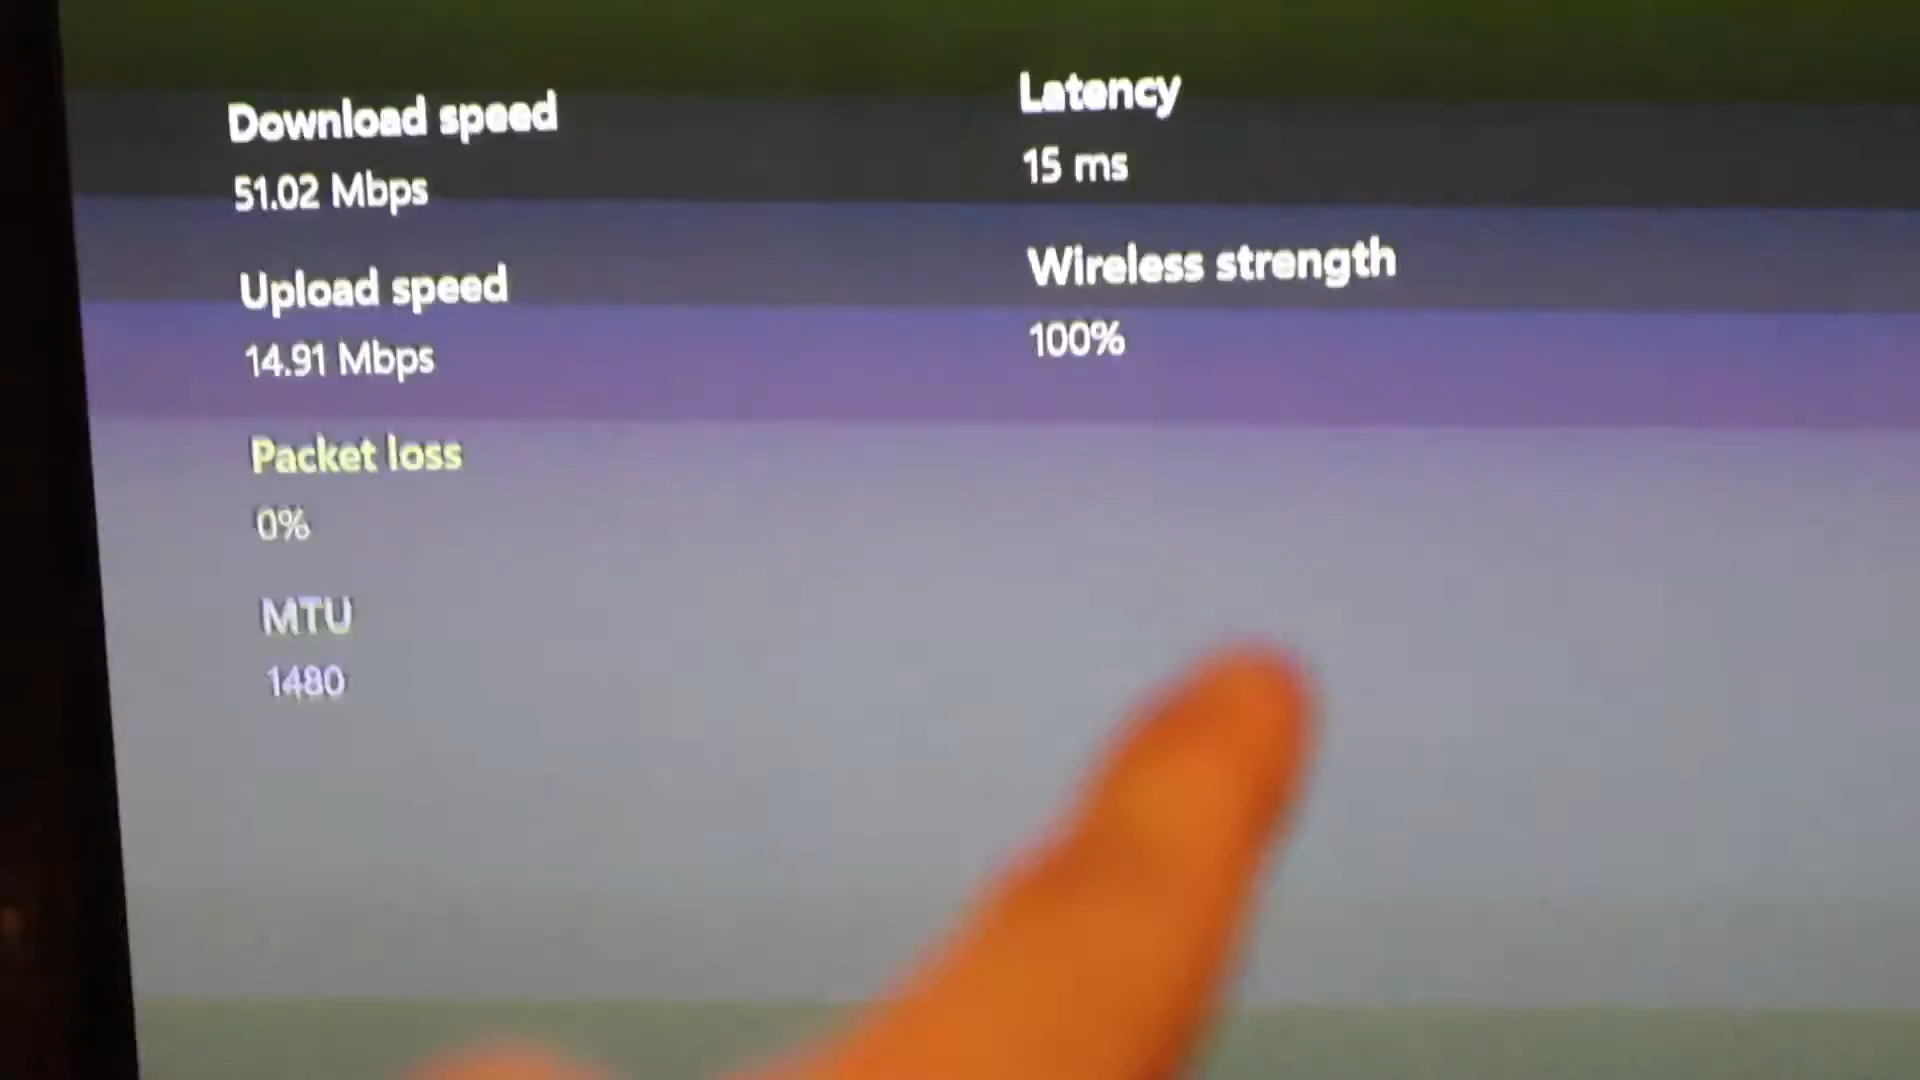 Download speed
51.02 Mbps
Upload speed
14.91 Mbps
Packet loss
0%
MTU
1480
Latency
15 ms
Wireless strength
100%